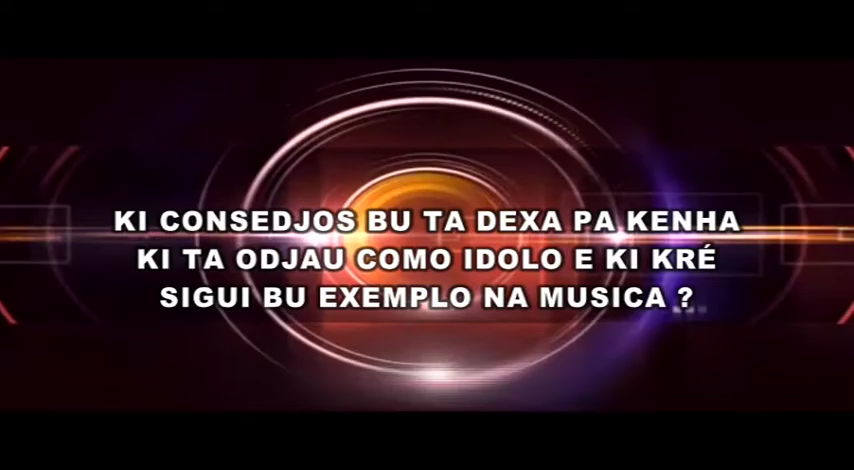 KI CONSEDJOS BU TA DEXA PA KENHA
KI TA ODJAU COMO IDOLO E KI KRÉ
SIGUI BU EXEMPLO NA MUSICA ?